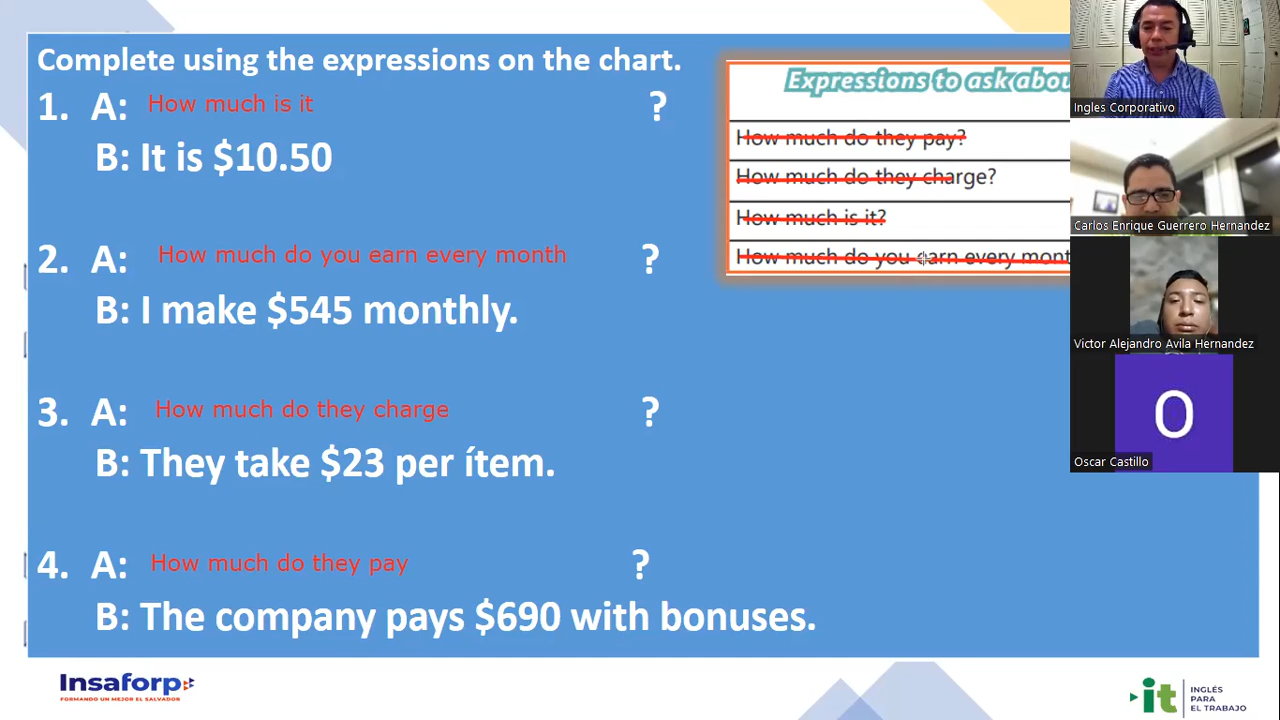 Complete using the expressions on the chart.
1. A: How much is it ?
B: It is $10.50
2. A: How much do you earn every month ?
B: I make $545 monthly.
3. A: How much do they charge ?
B: They take $23 per ítem.
4. A: How much do they pay ?
B: The company pays $690 with bonuses.
Expressions to ask abou
How much do they pay?
How much do they charge?
How much is it?
How much do you earn every mont
Ingles Corporativo
Carlos Enrique Guerrero Hernandez
Victor Alejandro Avila Hernandez
O
Oscar Castillo
Insaforp
FORMANDO UN MEJOR EL SALVADOR
it INGLÉS
PARA
EL TRABAJO